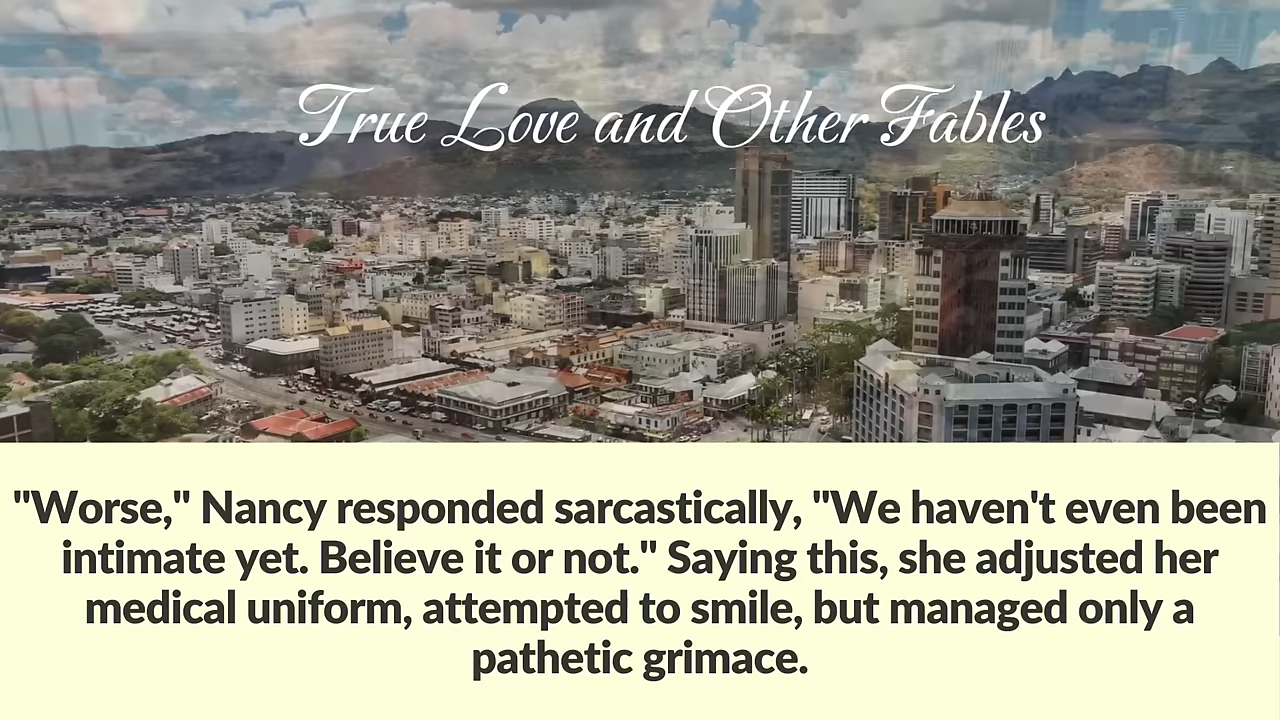 True Love and Other Fables
"Worse," Nancy responded sarcastically, "We haven't even been
intimate yet. Believe it or not." Saying this, she adjusted her
medical uniform, attempted to smile, but managed only a
pathetic grimace.